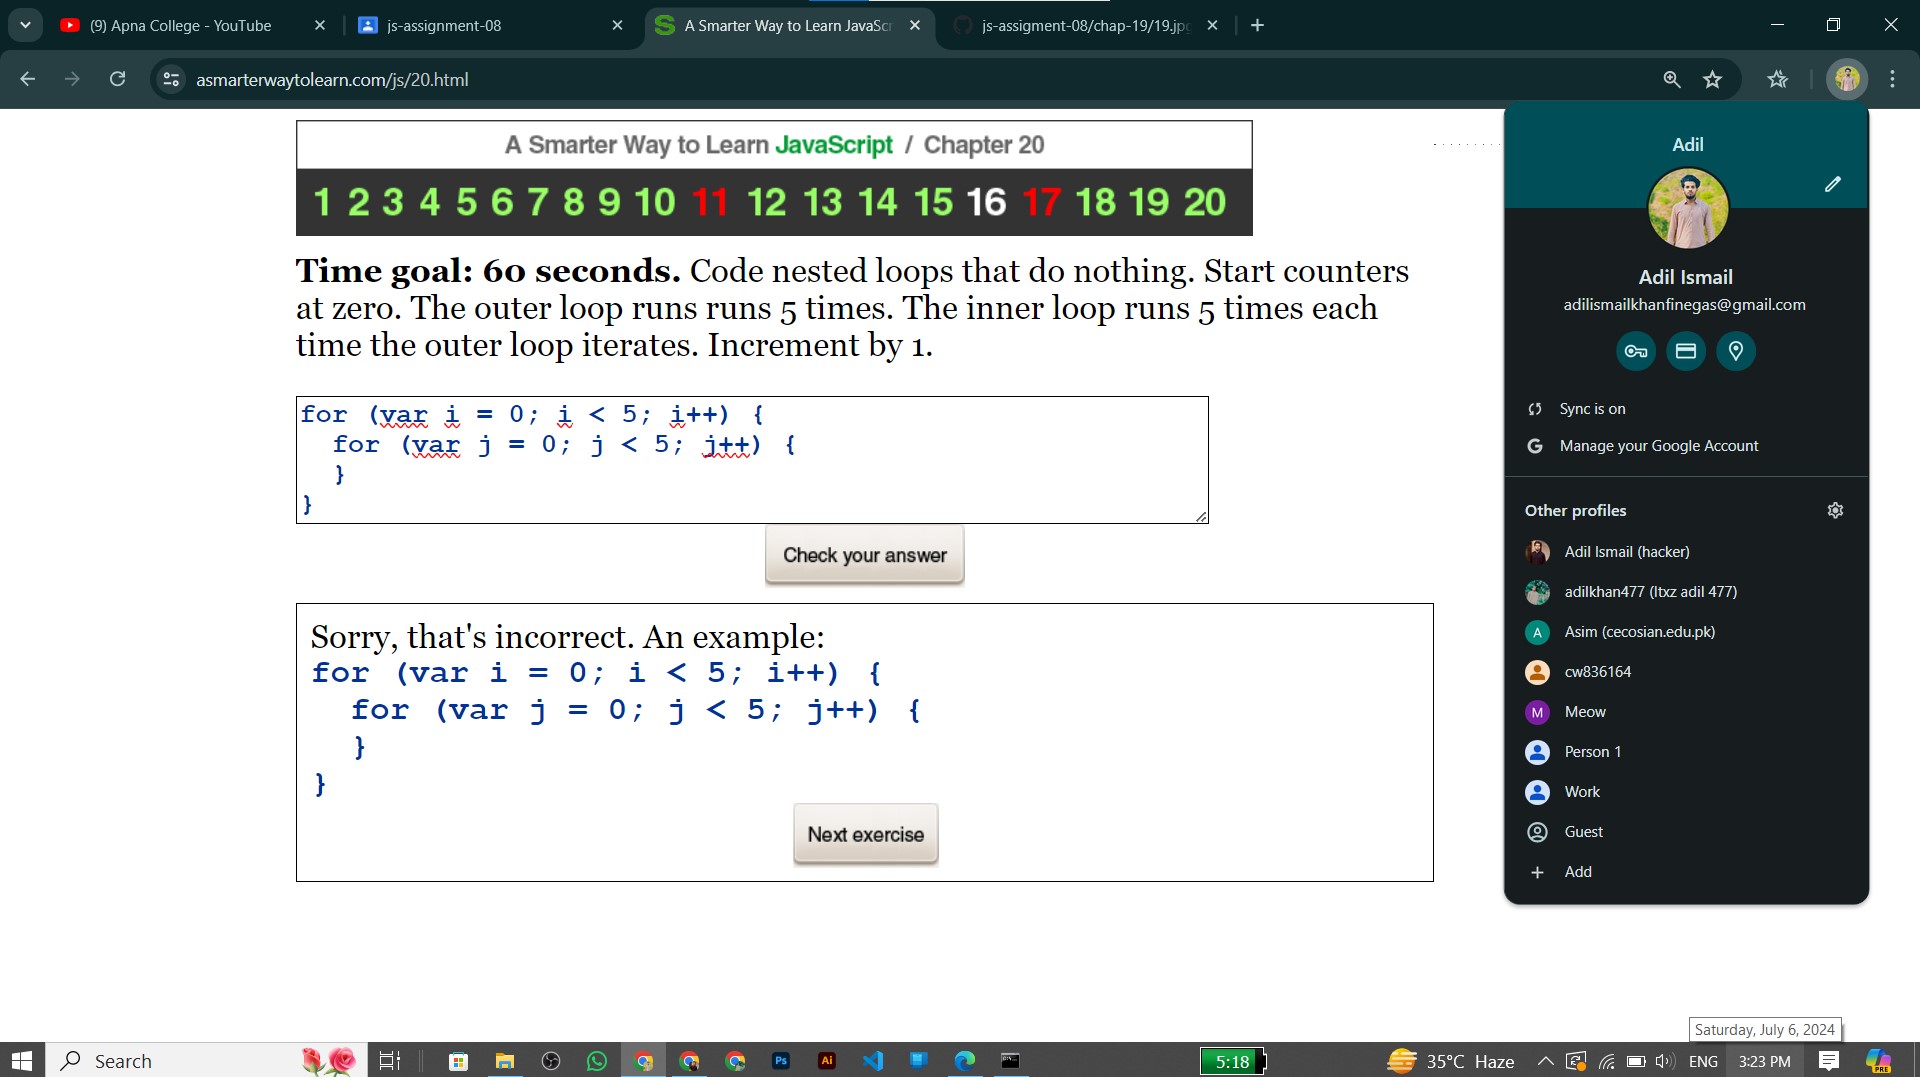 (9) Apna College - YouTube
js-assignment-08
A Smarter Way to Learn JavaScr
js-assigment-08/chap-19/19.jpg
asmarterwaytolearn.com/js/20.html
A Smarter Way to Learn JavaScript / Chapter 20
1 2 3 4 5 6 7 8 9 10 11 12 13 14 15 16 17 18 19 20
Time goal: 60 seconds. Code nested loops that do nothing. Start counters
at zero. The outer loop runs runs 5 times. The inner loop runs 5 times each
time the outer loop iterates. Increment by 1.
for (var i = 0; i < 5; i++) {
  for (var j = 0; j < 5; j++) {
  }
}
Check your answer
Sorry, that's incorrect. An example:
for (var i = 0; i < 5; i++) {
  for (var j = 0; j < 5; j++) {
  }
}
Next exercise
Adil
Adil Ismail
adilismailkhanfinegas@gmail.com
Sync is on
G Manage your Google Account
Other profiles
Adil Ismail (hacker)
adilkhan477 (ltxz adil 477)
A Asim (cecosian.edu.pk)
cw836164
M Meow
Person 1
Work
Guest
+ Add
Saturday, July 6, 2024
Search
Ps
Ai
5:18
35°C Haze
ENG
3:23 PM
PRE